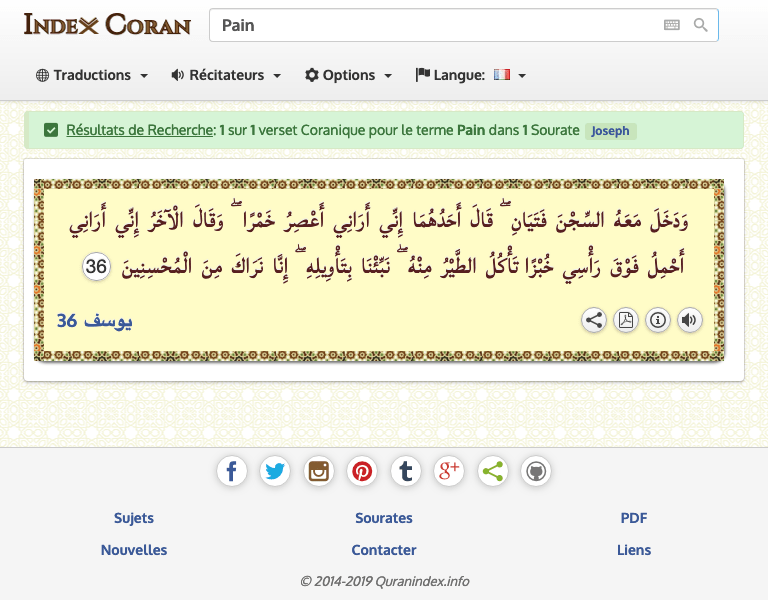 Index Coran
Pain
Traductions
Récitateurs
Options
Langue:
Résultats de Recherche: 1 sur 1 verset Coranique pour le terme Pain dans 1 Sourate Joseph
وَدَخَلَ مَعَهُ السِّجْنَ فَتَيَانِ ۖ قَالَ أَحَدُهُمَا إِنِّي أَرَانِي أَعْصِرُ خَمْرًا ۖ وَقَالَ الْآخَرُ إِنِّي أَرَانِي
أَحْمِلُ فَوْقَ رَأْسِي خُبْزًا تَأْكُلُ الطَّيْرُ مِنْهُ ۖ نَبِّئْنَا بِتَأْوِيلِهِ ۖ إِنَّا نَرَاكَ مِنَ الْمُحْسِنِينَ 36
يوسف 36
Sujets
Sourates
PDF
Nouvelles
Contacter
Liens
© 2014-2019 Quranindex.info